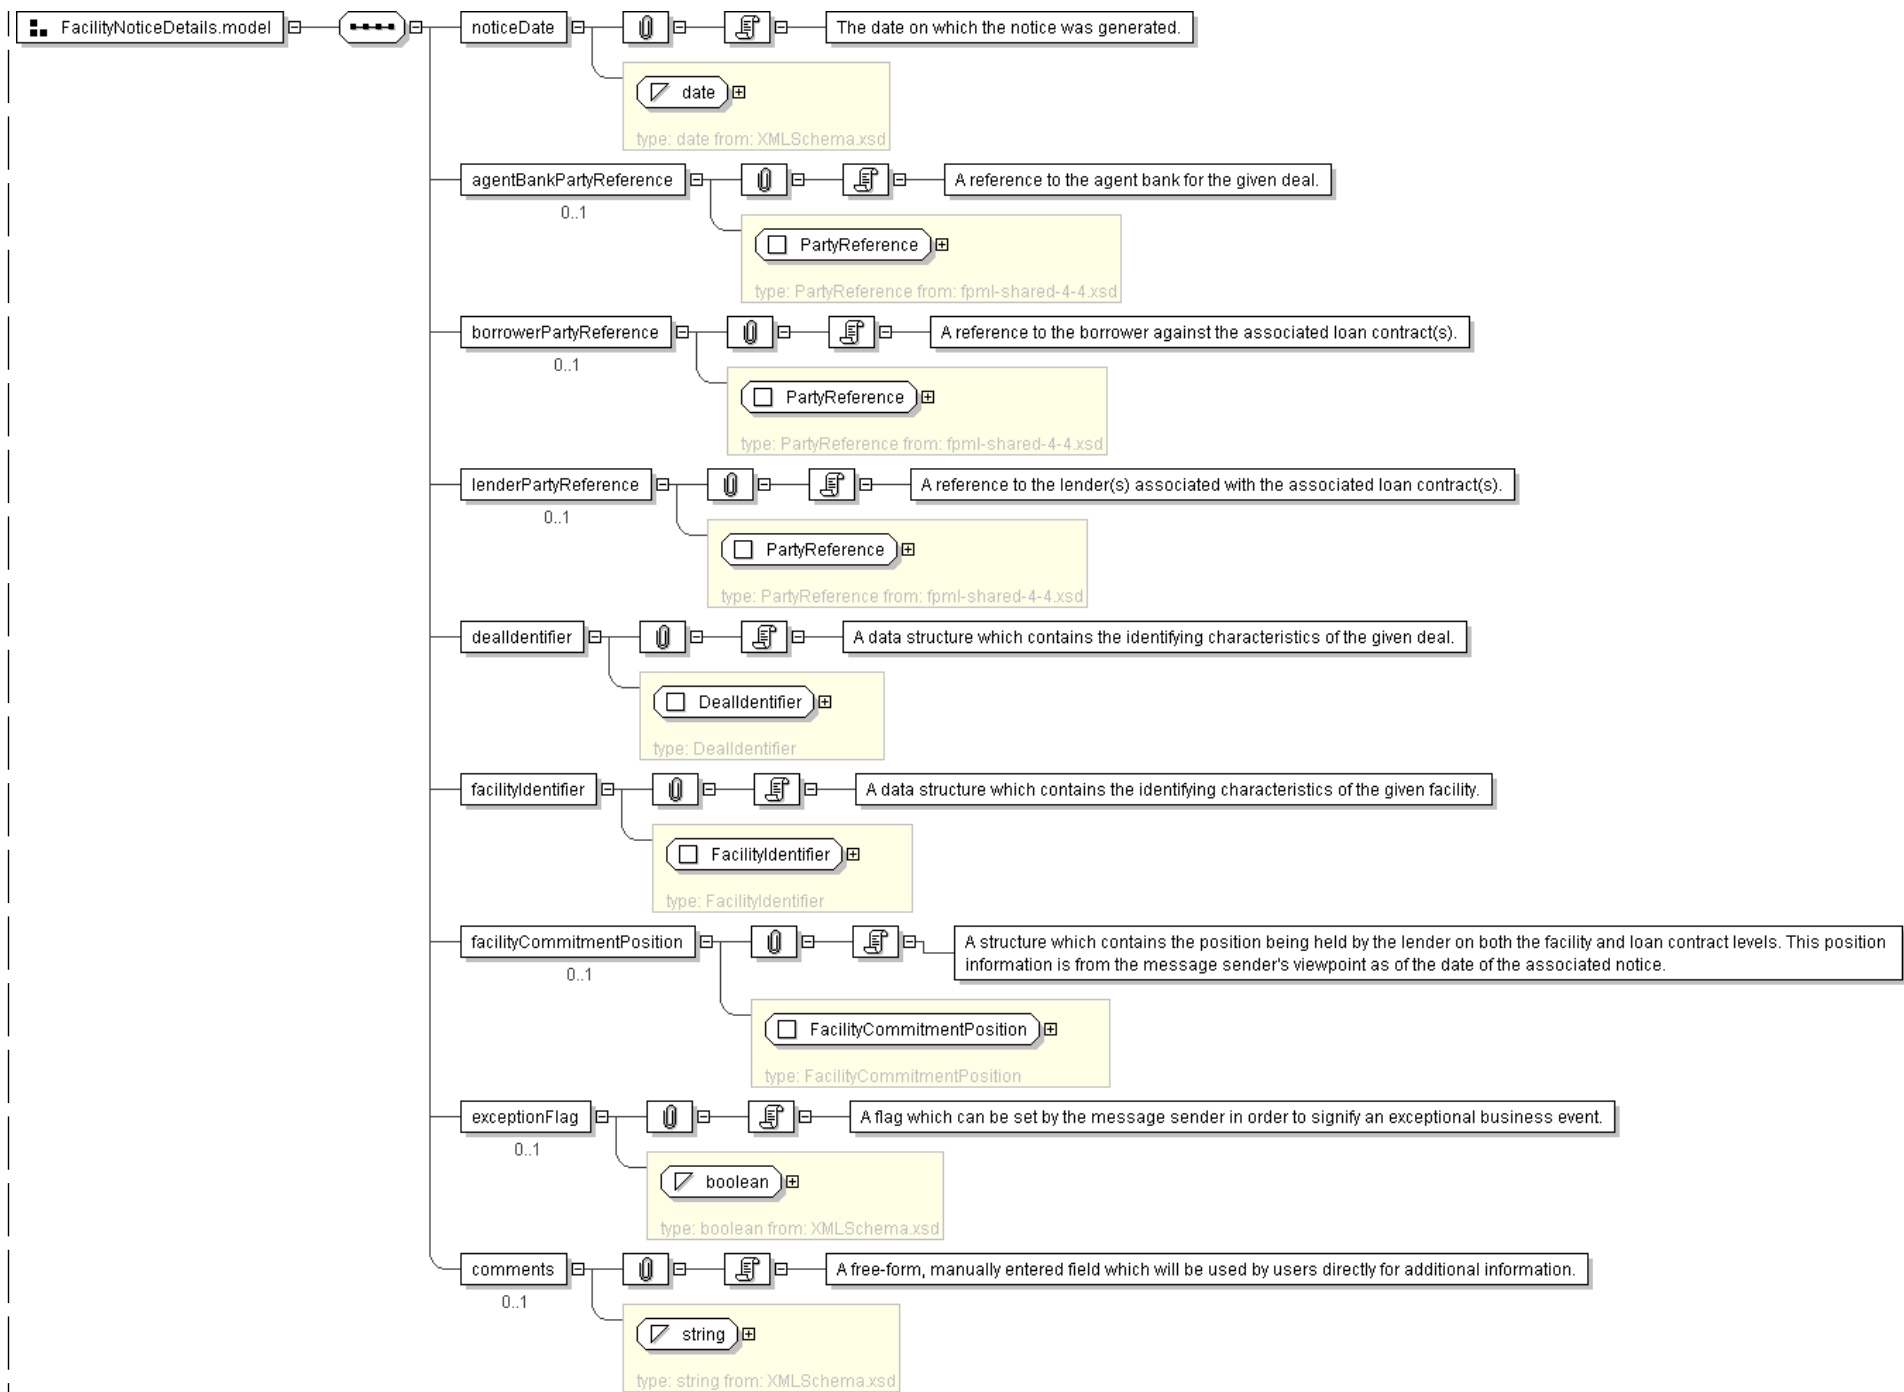 FacilityNoticeDetails.model
noticeDate
The date on which the notice was generated.
date
type: date from: XMLSchema.xsd
agentBankPartyReference
A reference to the agent bank for the given deal.
0..1
PartyReference
type: PartyReference from: fpml-shared-4-4.xsd
borrowerPartyReference
A reference to the borrower against the associated loan contract(s).
0..1
PartyReference
type: PartyReference from: fpml-shared-4-4.xsd
lenderPartyReference
A reference to the lender(s) associated with the associated loan contract(s).
0..1
PartyReference
type: PartyReference from: fpml-shared-4-4.xsd
dealIdentifier
A data structure which contains the identifying characteristics of the given deal.
DealIdentifier
type: DealIdentifier
facilityIdentifier
A data structure which contains the identifying characteristics of the given facility.
FacilityIdentifier
type: FacilityIdentifier
facilityCommitmentPosition
A structure which contains the position being held by the lender on both the facility and loan contract levels. This position
information is from the message sender's viewpoint as of the date of the associated notice.
0..1
FacilityCommitmentPosition
type: FacilityCommitmentPosition
exceptionFlag
A flag which can be set by the message sender in order to signify an exceptional business event.
0..1
boolean
type: boolean from: XMLSchema.xsd
comments
A free-form, manually entered field which will be used by users directly for additional information.
0..1
string
type: string from: XMLSchema.xsd